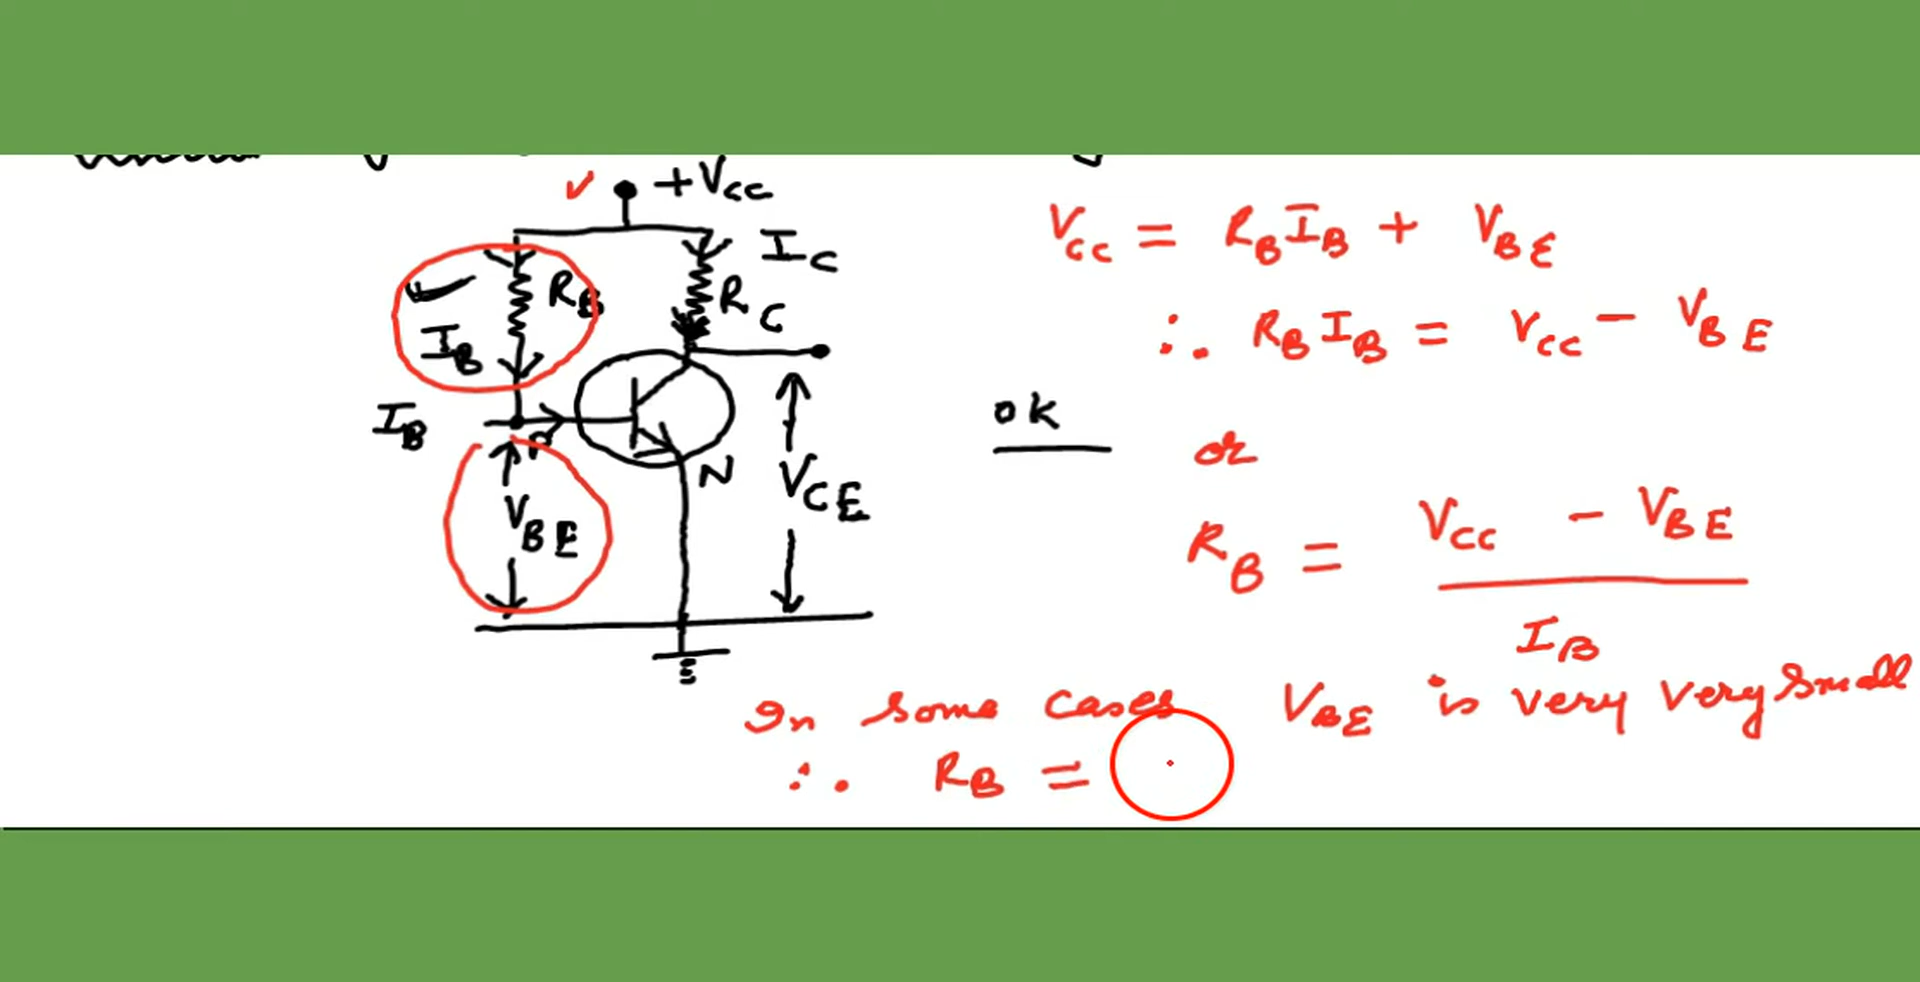 +VCC
IC
RB
RC
IB
IB
P
N
VBE
VCE
VCC = RBIB + VBE
∴ RBIB = VCC - VBE
OK
or
RB = VCC - VBE
IB
In some cases VBE is very very small
∴ RB =